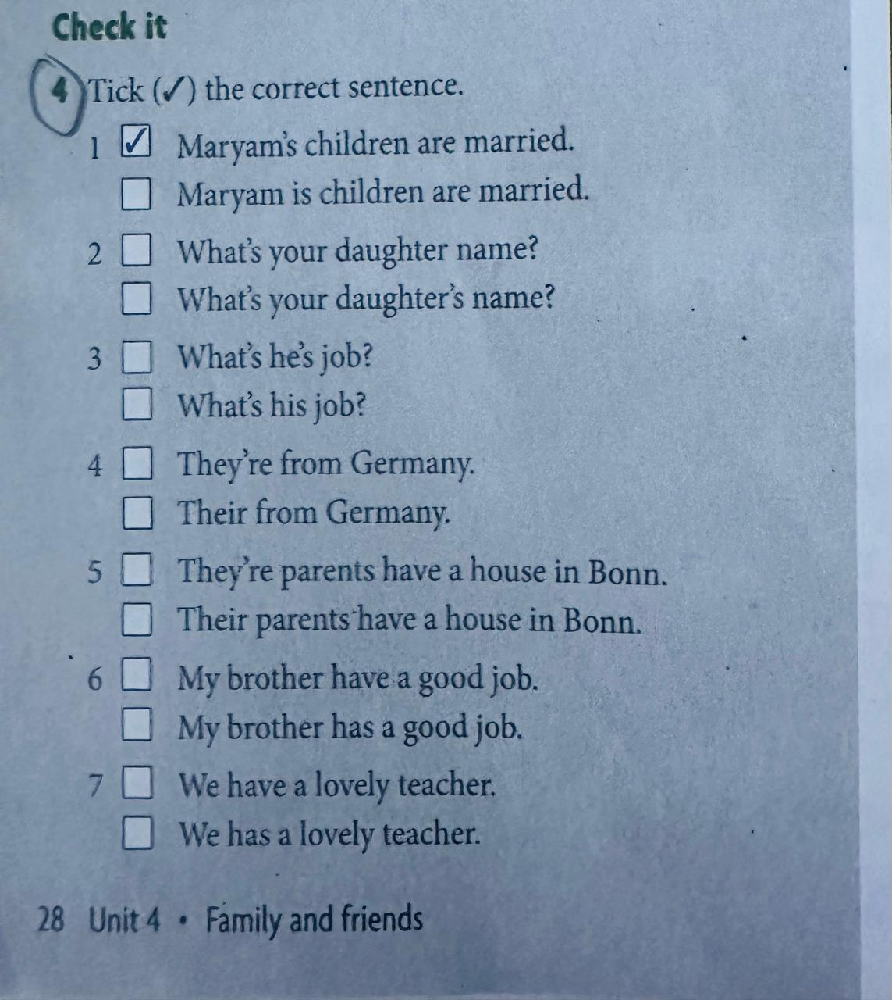 Check it
4 Tick (✓) the correct sentence.
1 ✓ Maryam's children are married.
Maryam is children are married.
2 What's your daughter name?
What's your daughter's name?
3 What's he's job?
What's his job?
4 They're from Germany.
Their from Germany.
5 They're parents have a house in Bonn.
Their parents have a house in Bonn.
6 My brother have a good job.
My brother has a good job.
7 We have a lovely teacher.
We has a lovely teacher.
28 Unit 4 • Family and friends